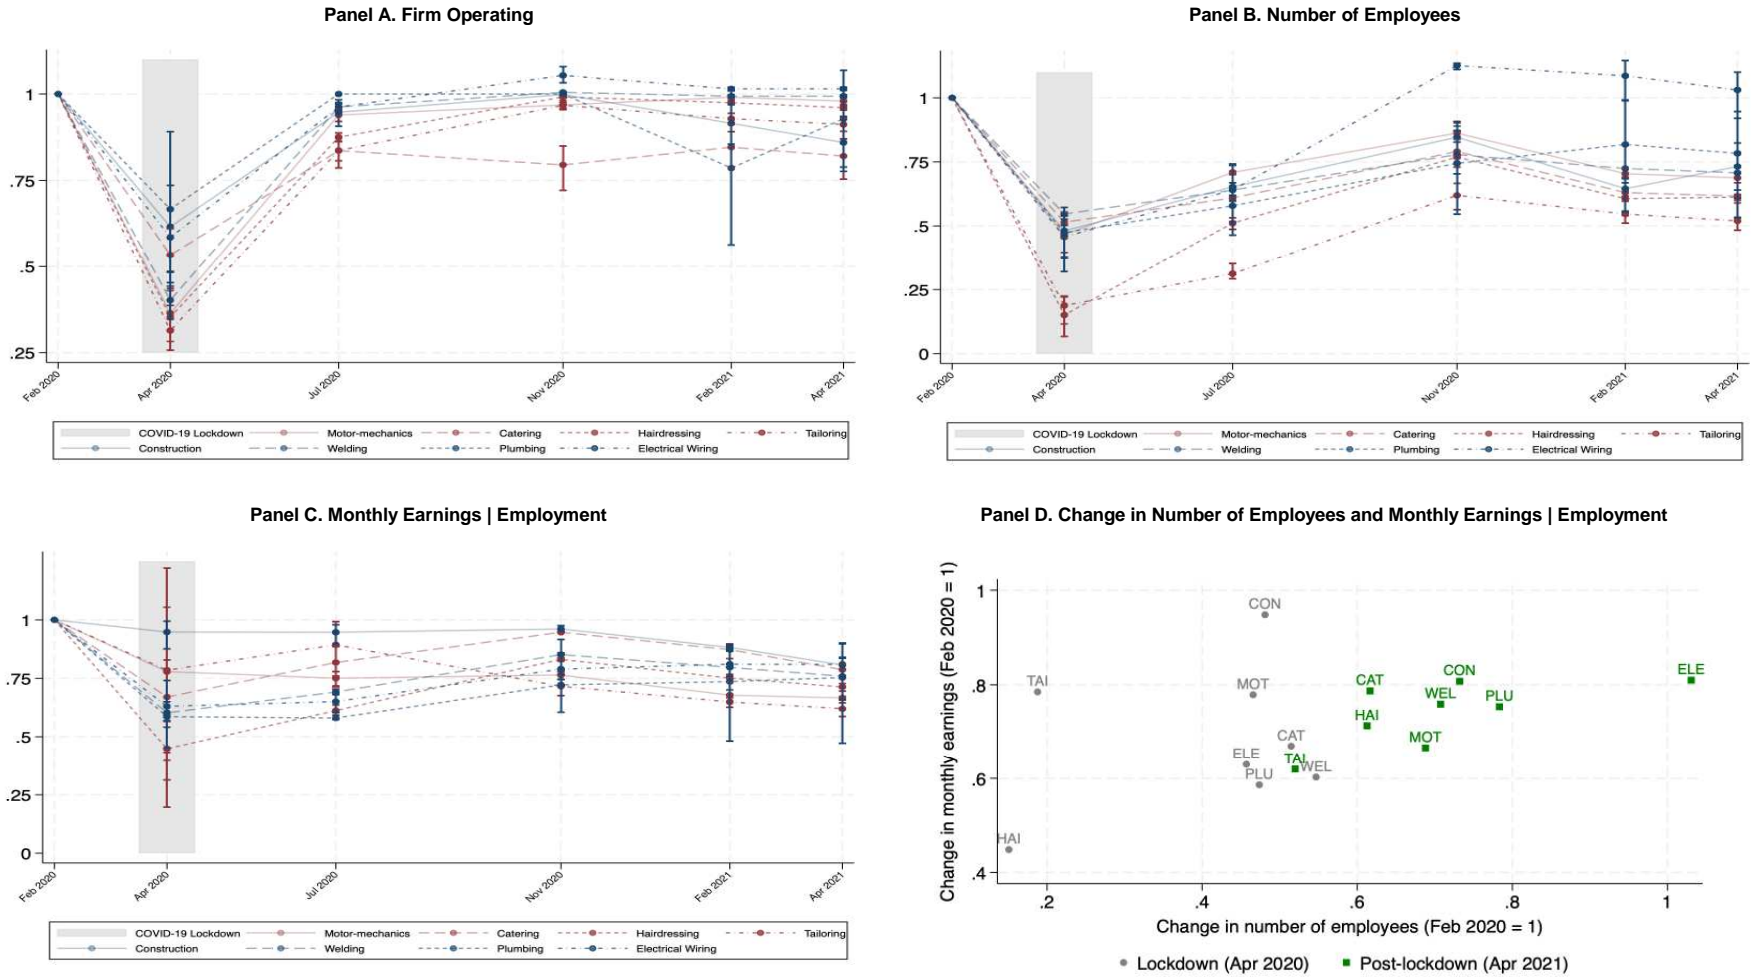 Panel A. Firm Operating
1
.75
.5
.25
Feb 2020
Apr 2020
Jul 2020
Nov 2020
Feb 2021
Apr 2021
COVID-19 Lockdown Motor-mechanics Catering Hairdressing Tailoring
Construction Welding Plumbing Electrical Wiring
Panel B. Number of Employees
1
.75
.5
.25
0
Feb 2020
Apr 2020
Jul 2020
Nov 2020
Feb 2021
Apr 2021
COVID-19 Lockdown Motor-mechanics Catering Hairdressing Tailoring
Construction Welding Plumbing Electrical Wiring
Panel C. Monthly Earnings | Employment
1
.75
.5
.25
0
Feb 2020
Apr 2020
Jul 2020
Nov 2020
Feb 2021
Apr 2021
COVID-19 Lockdown Motor-mechanics Catering Hairdressing Tailoring
Construction Welding Plumbing Electrical Wiring
Panel D. Change in Number of Employees and Monthly Earnings | Employment
Change in monthly earnings (Feb 2020 = 1)
1
.8
.6
.4
CON
TAI
MOT
CAT
ELE
PLU
WEL
HAI
CAT
CON
ELE
WEL
PLU
HAI
MOT
TAI
.2
.4
.6
.8
1
Change in number of employees (Feb 2020 = 1)
Lockdown (Apr 2020) Post-lockdown (Apr 2021)